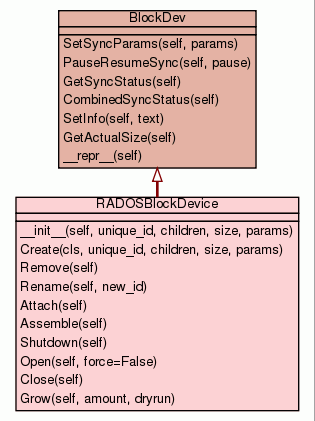 BlockDev
SetSyncParams(self, params)
PauseResumeSync(self, pause)
GetSyncStatus(self)
CombinedSyncStatus(self)
SetInfo(self, text)
GetActualSize(self)
__repr__(self)
RADOSBlockDevice
__init__(self, unique_id, children, size, params)
Create(cls, unique_id, children, size, params)
Remove(self)
Rename(self, new_id)
Attach(self)
Assemble(self)
Shutdown(self)
Open(self, force=False)
Close(self)
Grow(self, amount, dryrun)